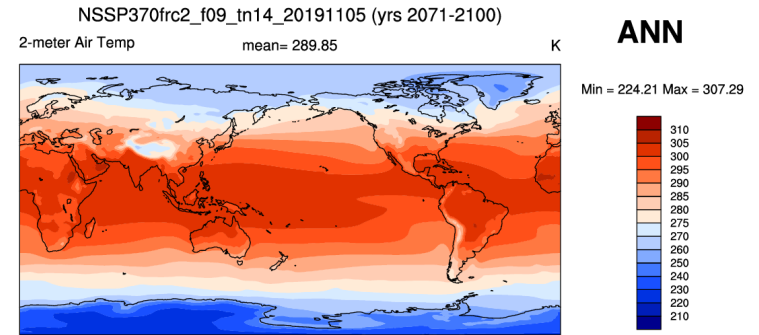 NSSP370frc2_f09_tn14_20191105 (yrs 2071-2100)
ANN
2-meter Air Temp
mean= 289.85
K
Min = 224.21 Max = 307.29
310
305
300
295
290
285
280
275
270
260
250
240
230
220
210